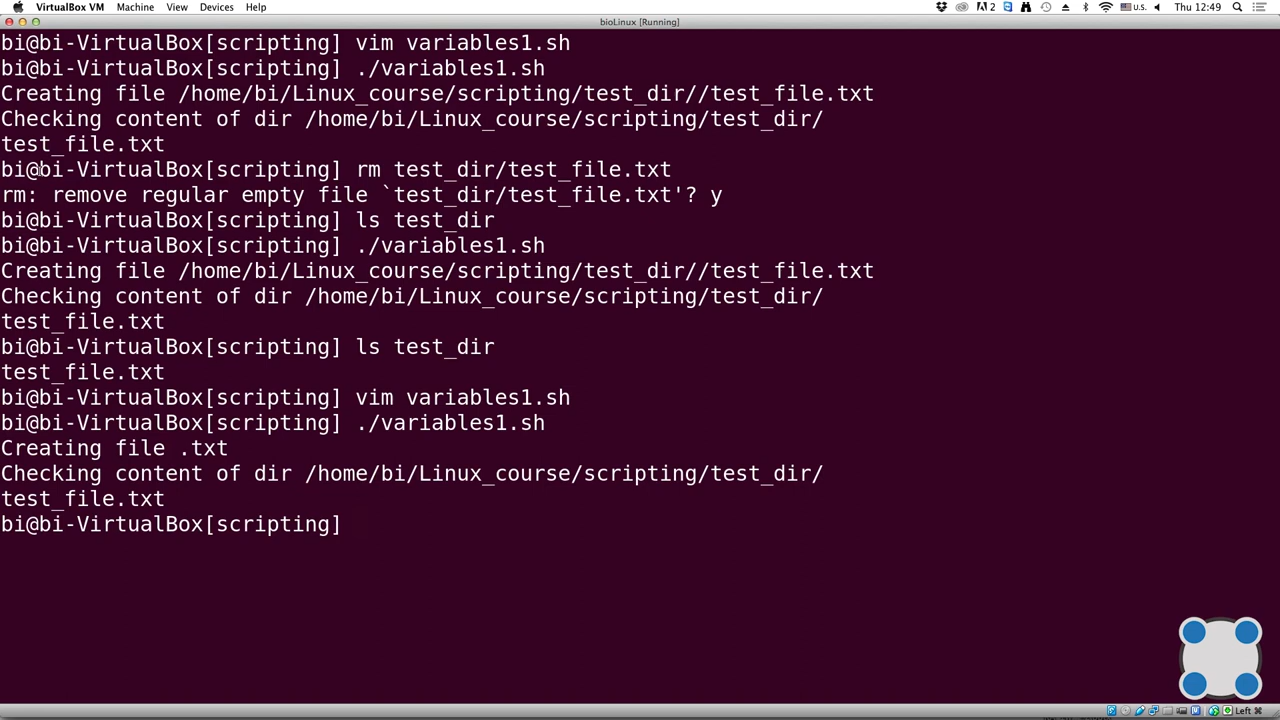 VirtualBox VM Machine View Devices Help 2 U.S. Thu 12:49
bioLinux [Running]
bi@bi-VirtualBox[scripting] vim variables1.sh
bi@bi-VirtualBox[scripting] ./variables1.sh
Creating file /home/bi/Linux_course/scripting/test_dir//test_file.txt
Checking content of dir /home/bi/Linux_course/scripting/test_dir/
test_file.txt
bi@bi-VirtualBox[scripting] rm test_dir/test_file.txt
rm: remove regular empty file `test_dir/test_file.txt'? y
bi@bi-VirtualBox[scripting] ls test_dir
bi@bi-VirtualBox[scripting] ./variables1.sh
Creating file /home/bi/Linux_course/scripting/test_dir//test_file.txt
Checking content of dir /home/bi/Linux_course/scripting/test_dir/
test_file.txt
bi@bi-VirtualBox[scripting] ls test_dir
test_file.txt
bi@bi-VirtualBox[scripting] vim variables1.sh
bi@bi-VirtualBox[scripting] ./variables1.sh
Creating file .txt
Checking content of dir /home/bi/Linux_course/scripting/test_dir/
test_file.txt
bi@bi-VirtualBox[scripting]
Left ⌘